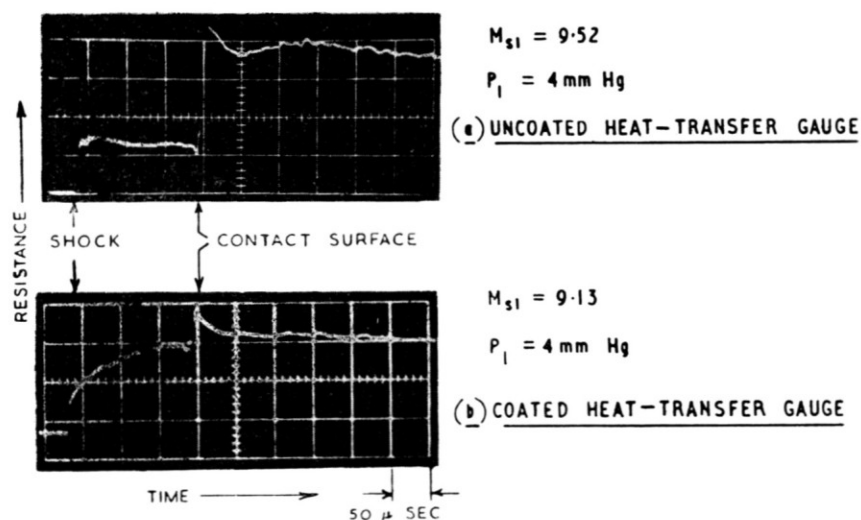 M_S1 = 9·52
P_1 = 4 mm Hg
(a) UNCOATED HEAT-TRANSFER GAUGE
RESISTANCE
SHOCK
CONTACT SURFACE
M_S1 = 9·13
P_1 = 4 mm Hg
(b) COATED HEAT-TRANSFER GAUGE
TIME
50 μ SEC